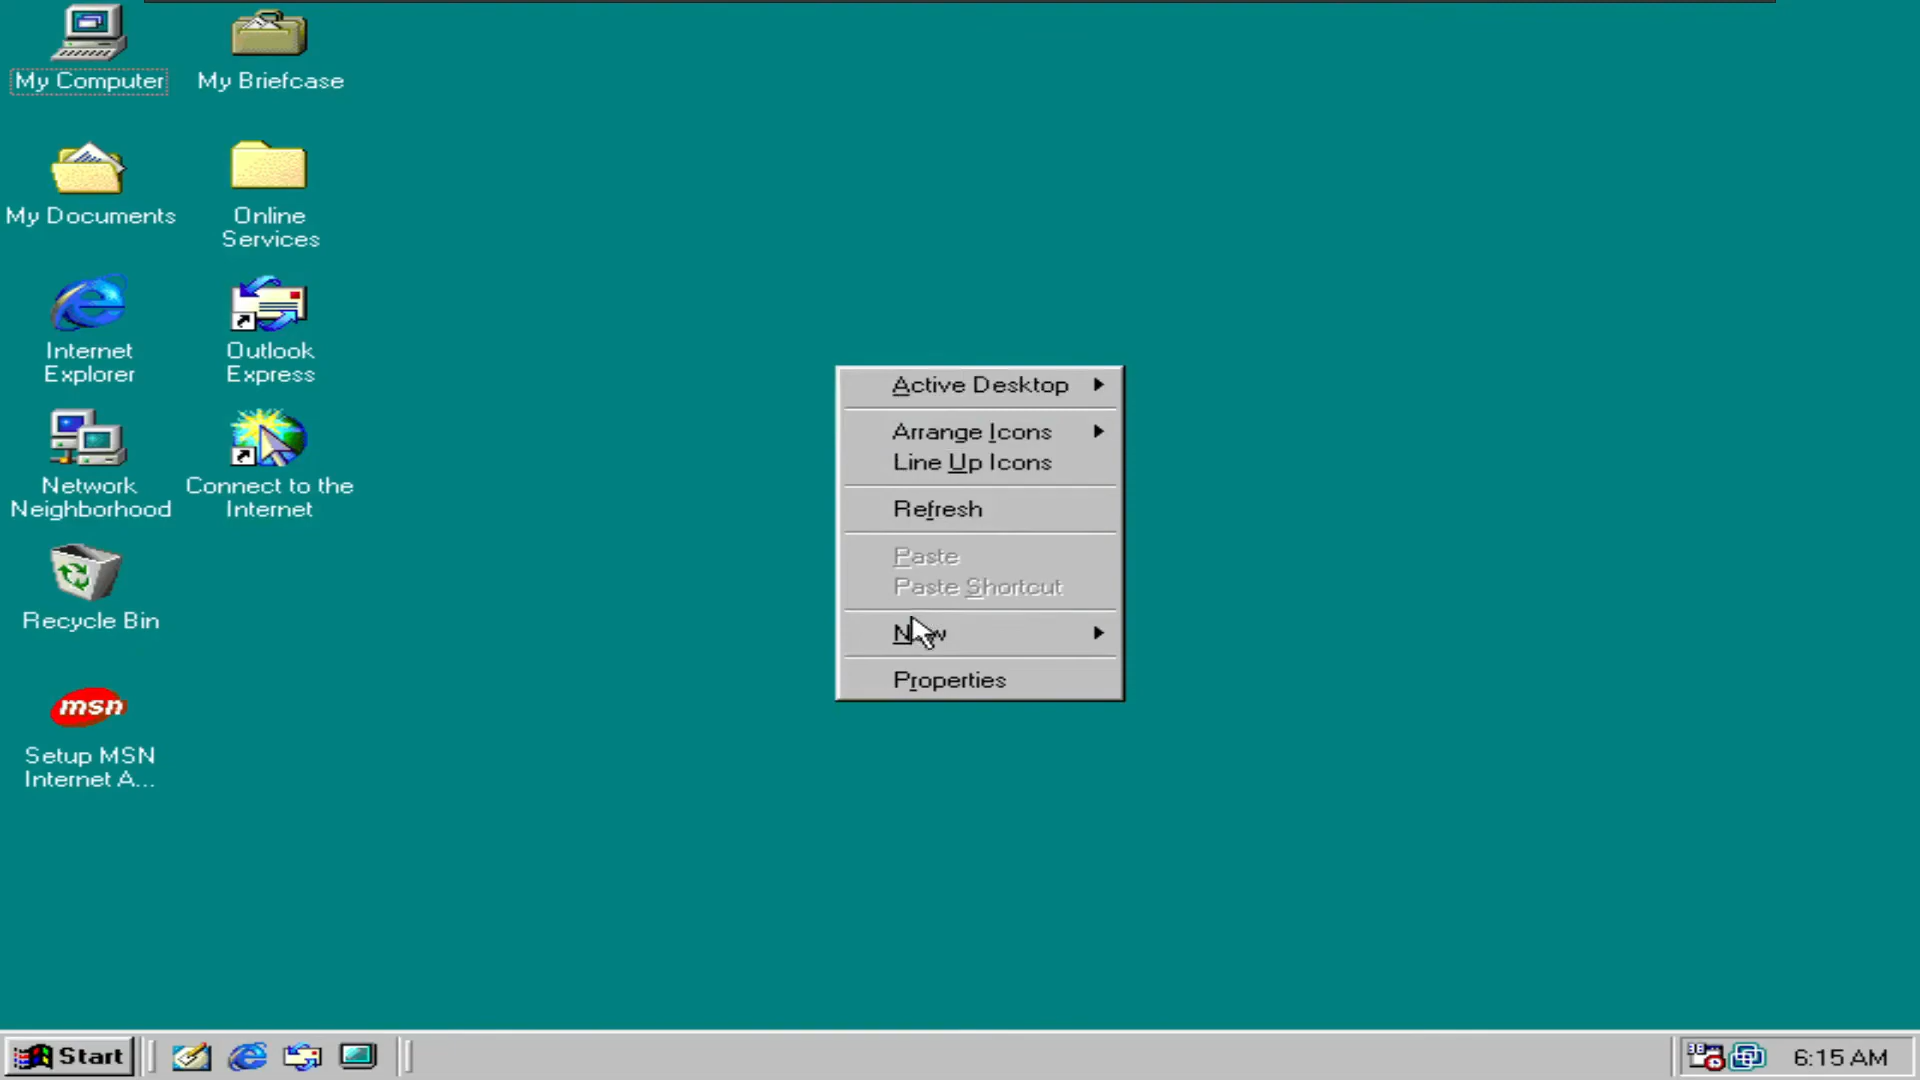 My Computer
My Briefcase
My Documents
Online
Services
Internet
Explorer
Outlook
Express
Network
Neighborhood
Connect to the
Internet
Recycle Bin
msn
Setup MSN
Internet A...
Active Desktop
Arrange Icons
Line Up Icons
Refresh
Paste
Paste Shortcut
New
Properties
Start
6:15 AM